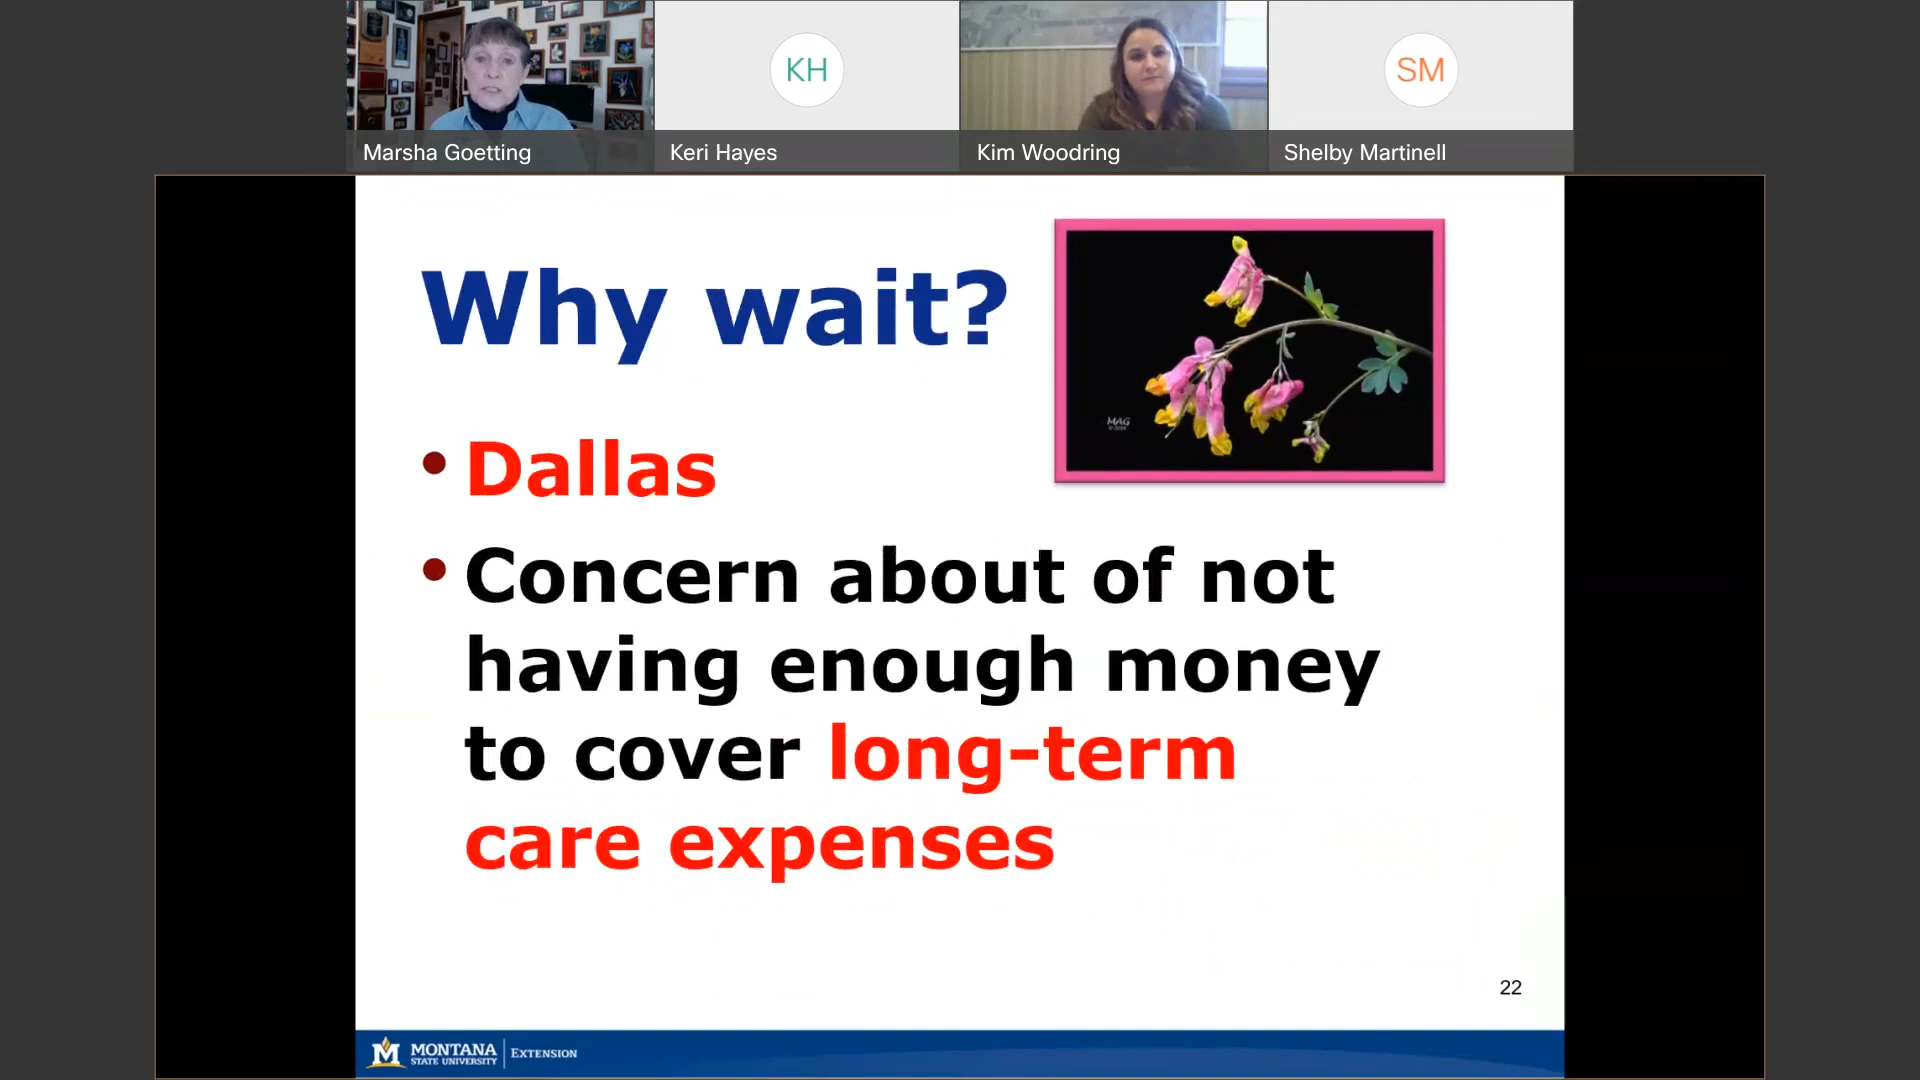 KH
SM
Marsha Goetting
Keri Hayes
Kim Woodring
Shelby Martinell
Why wait?
MAG
• Dallas
• Concern about of not
having enough money
to cover long-term
care expenses
22
M MONTANA
STATE UNIVERSITY
EXTENSION